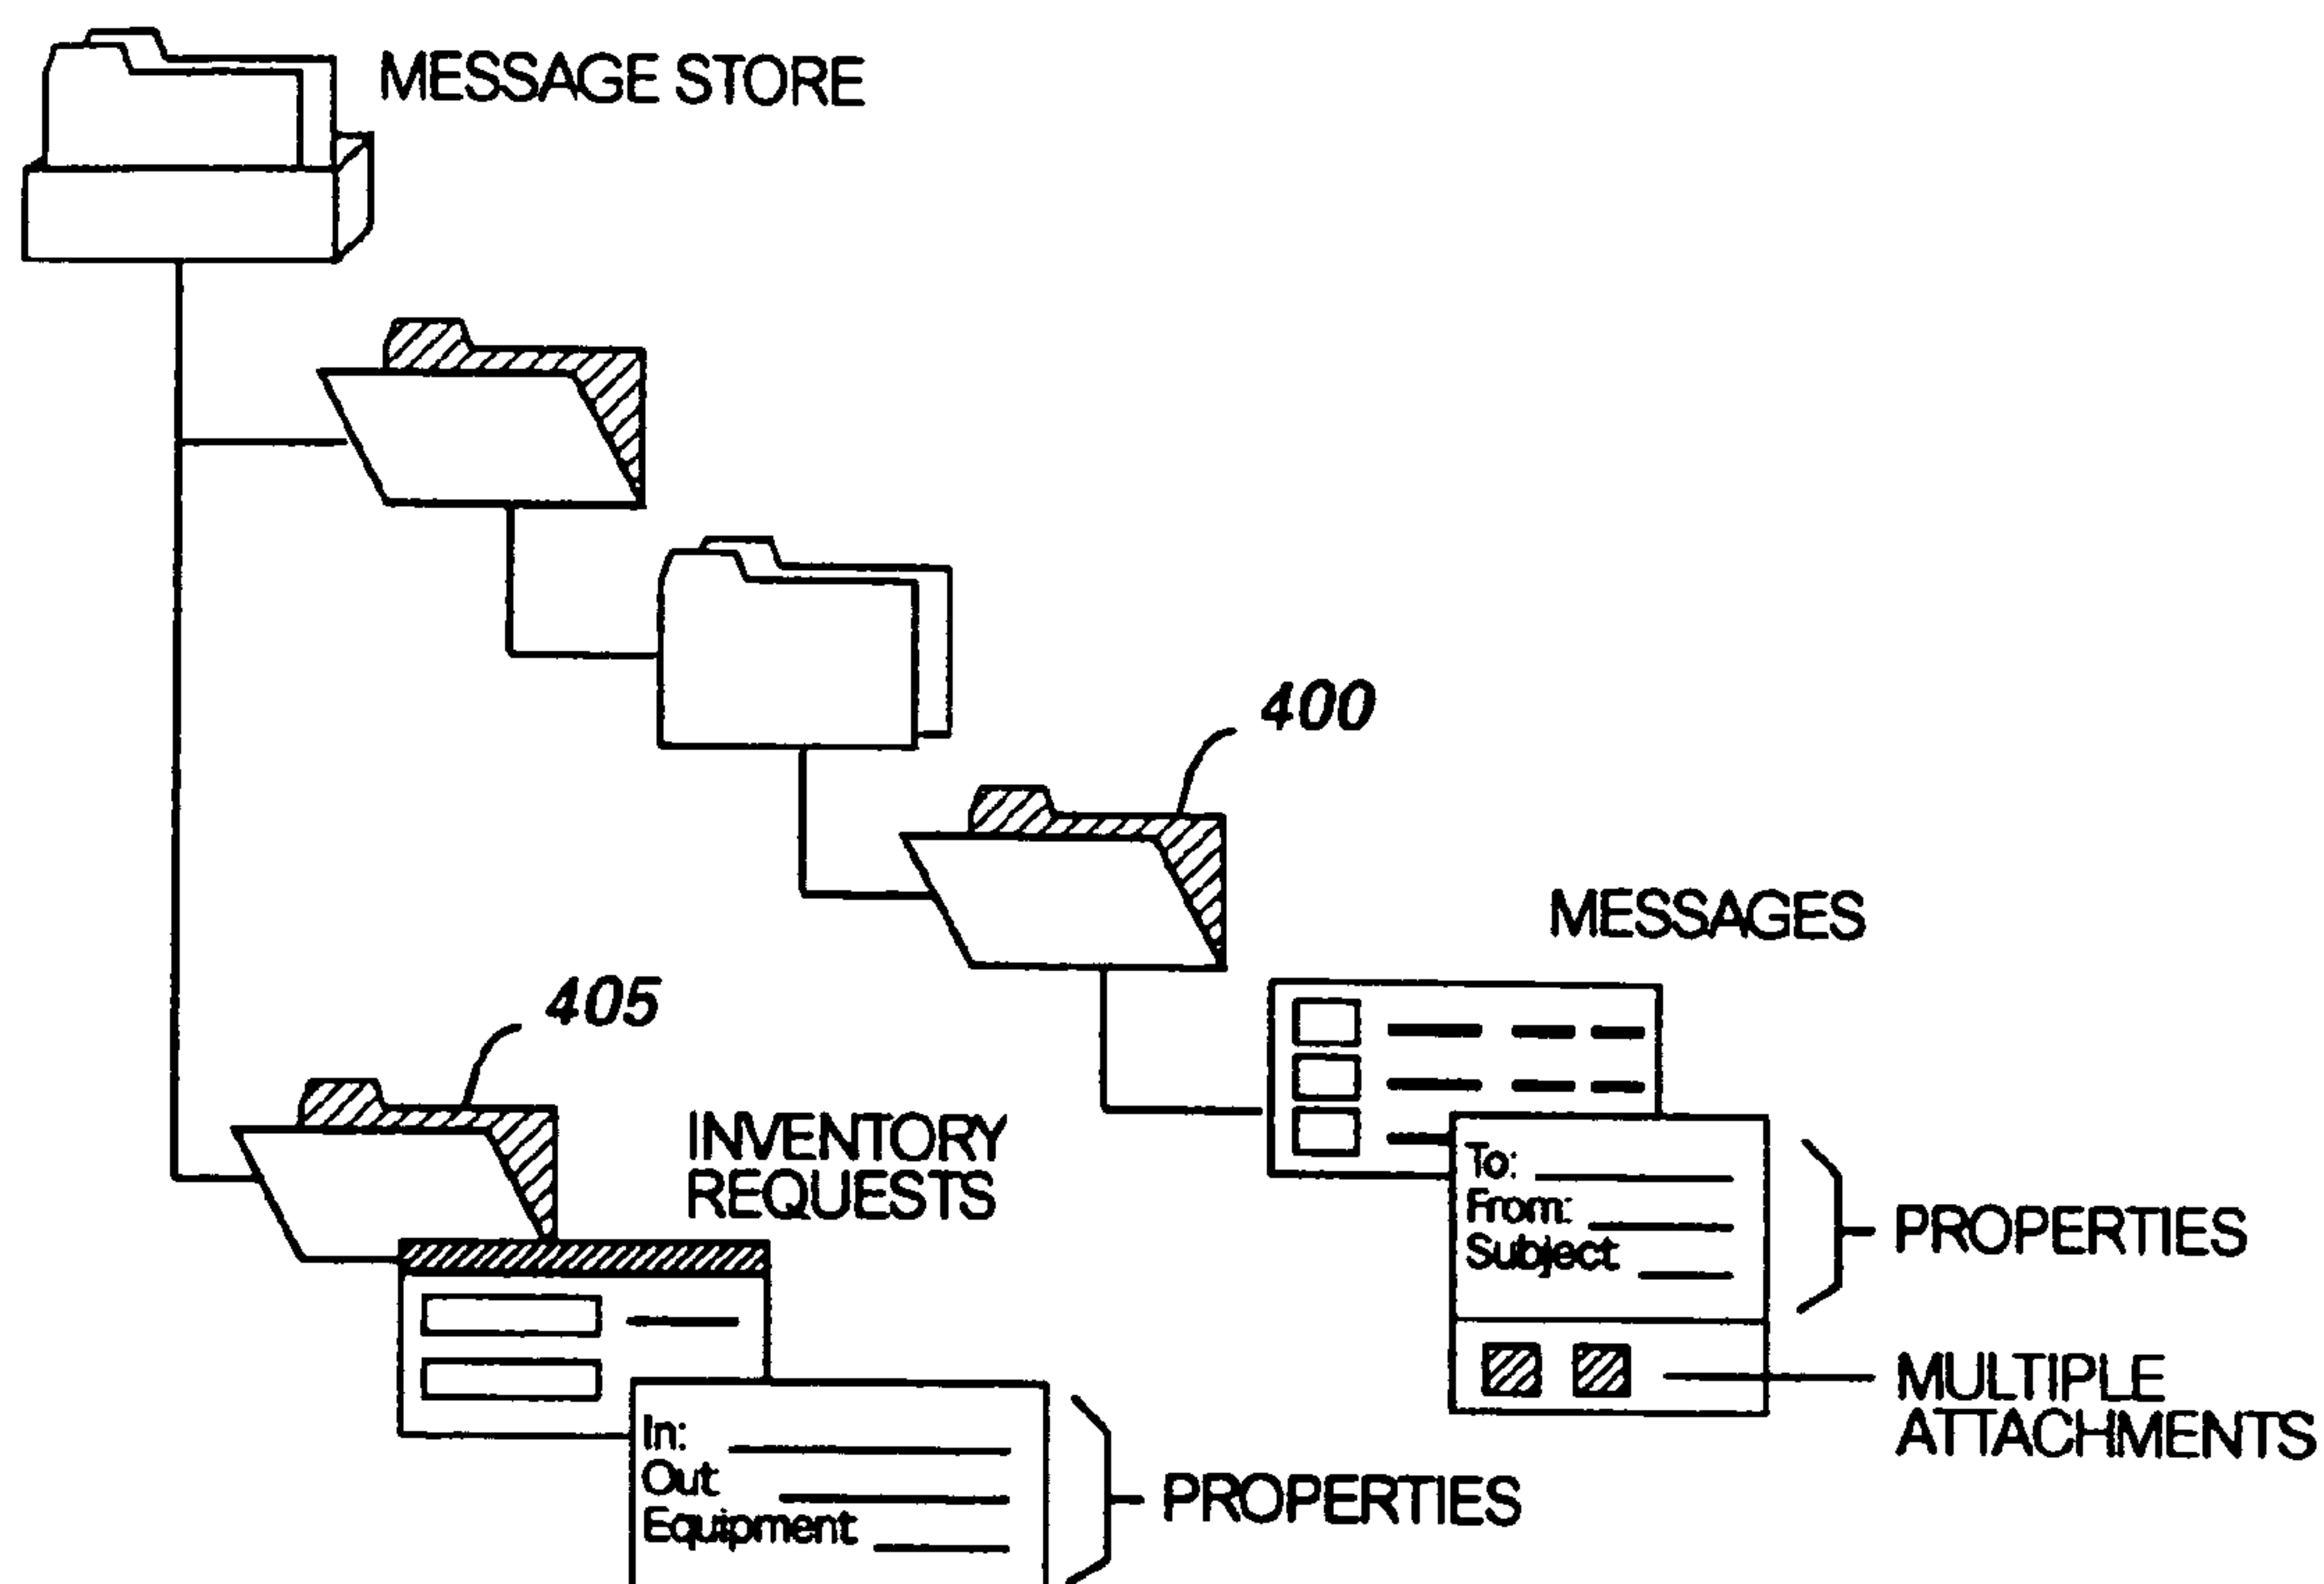 MESSAGE STORE
400
MESSAGES
405
INVENTORY
REQUESTS
To:
From:
Subject:
PROPERTIES
MULTIPLE
ATTACHMENTS
In:
Out
Equipment
PROPERTIES